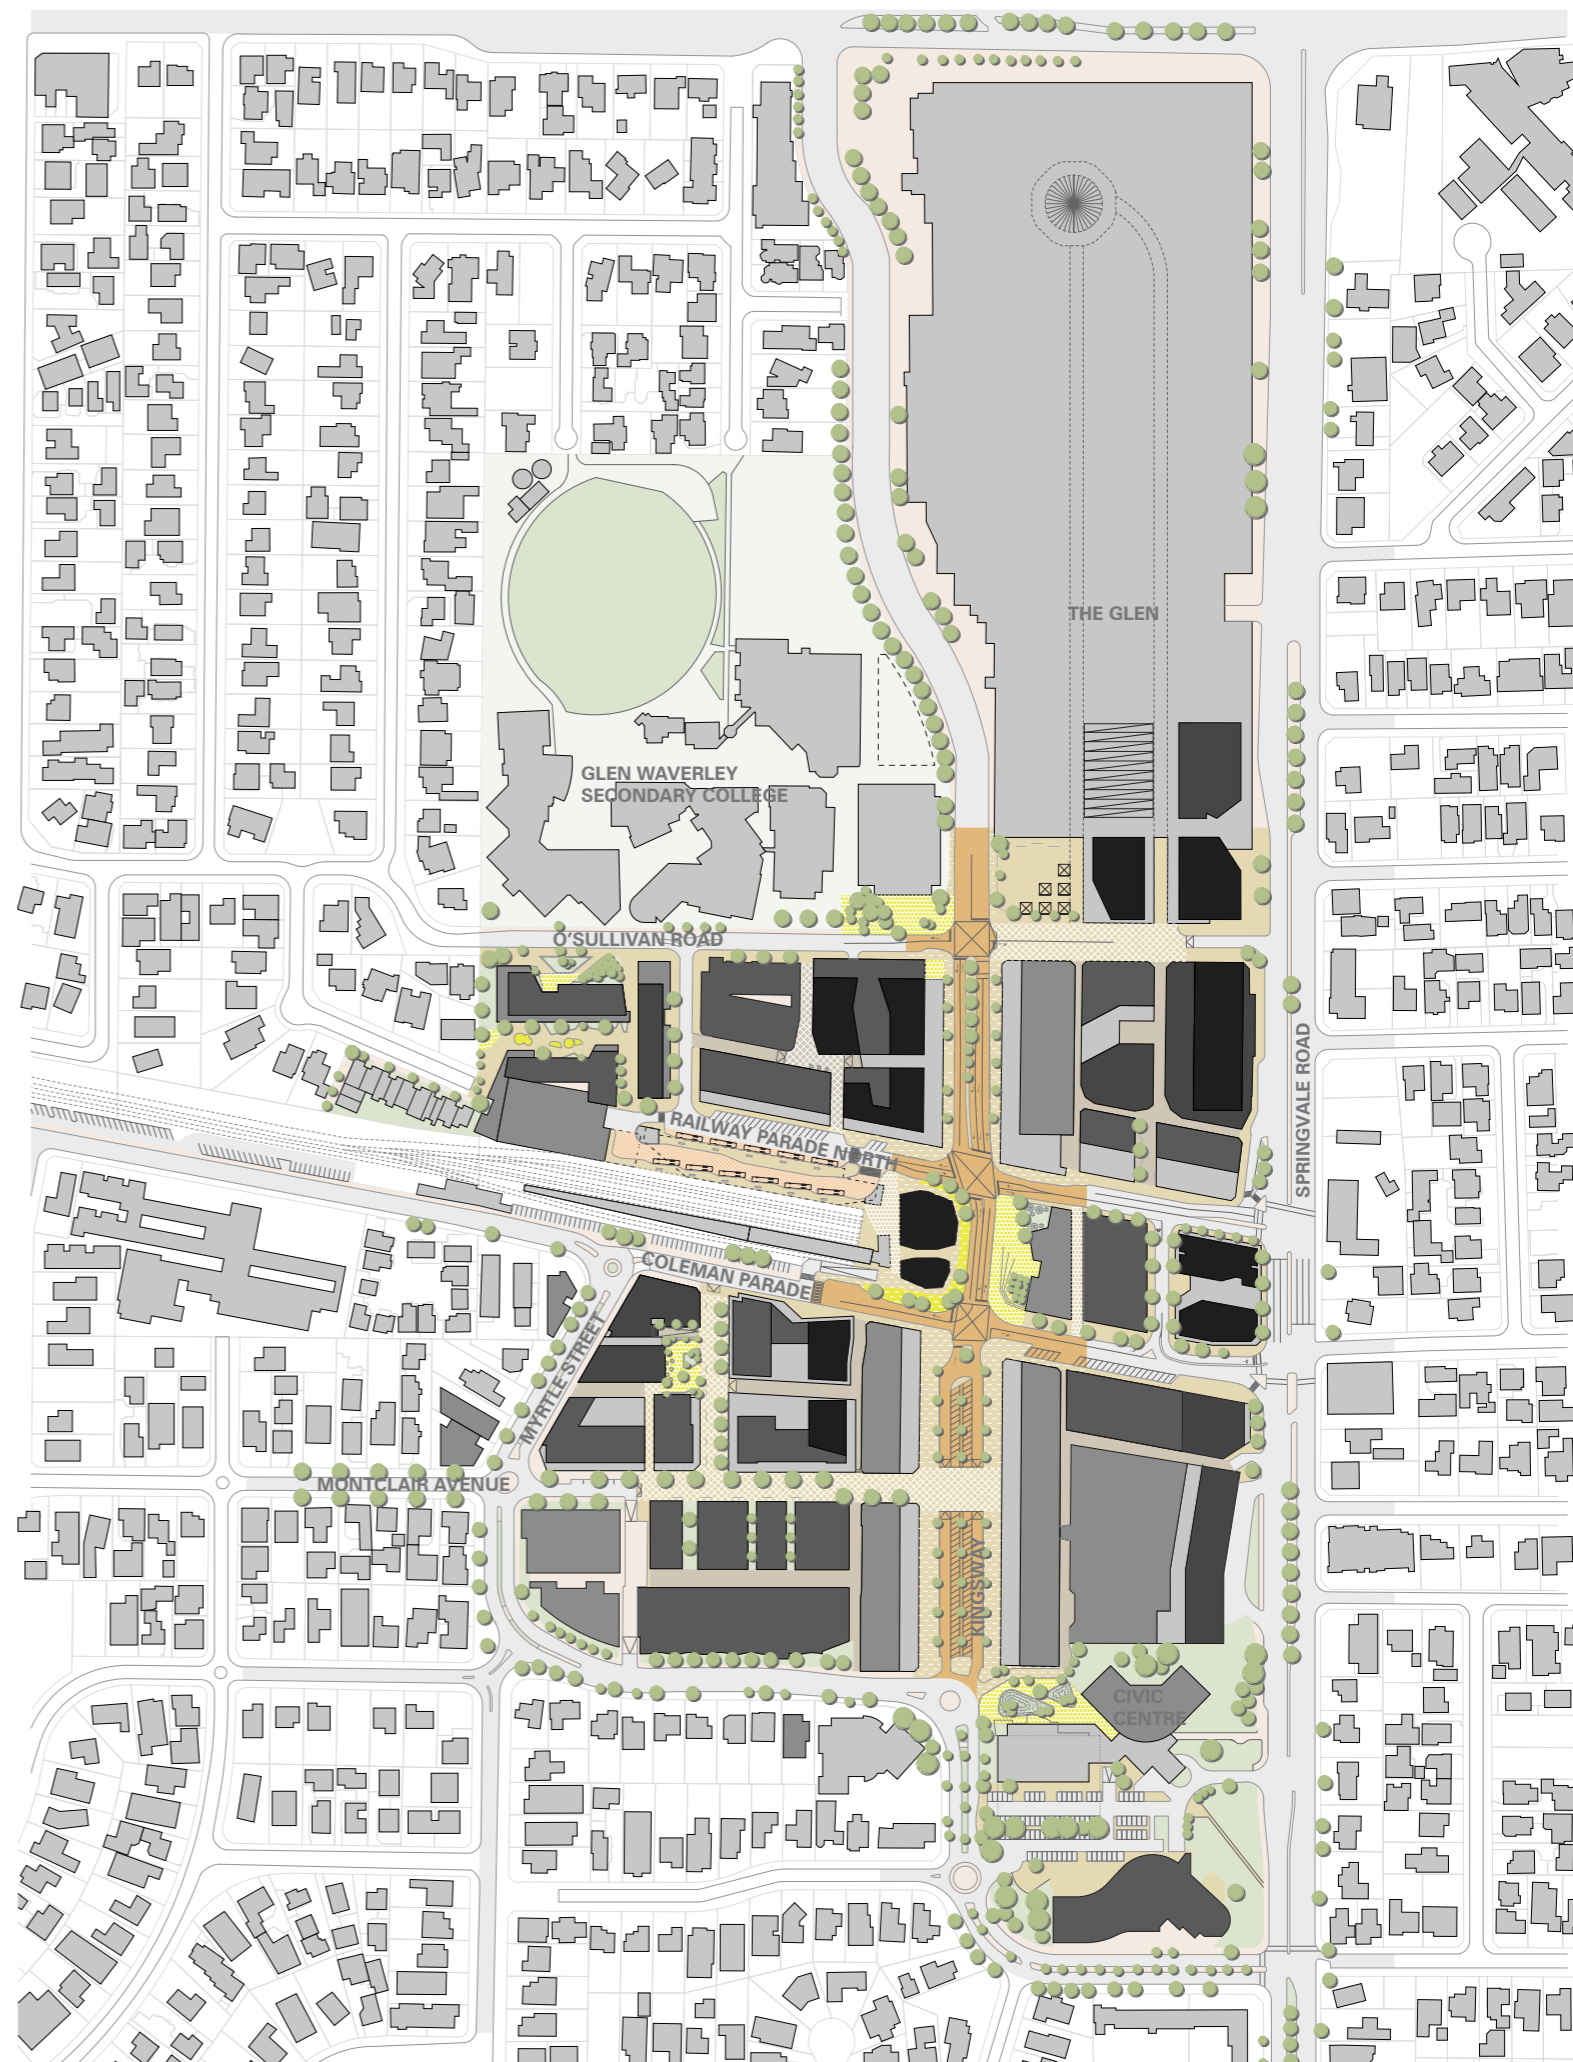 THE GLEN
GLEN WAVERLEY
SECONDARY COLLEGE
O'SULLIVAN ROAD
SPRINGVALE ROAD
RAILWAY PARADE NORTH
COLEMAN PARADE
MYRTLE STREET
MONTCLAIR AVENUE
KINGSWAY
CIVIC
CENTRE